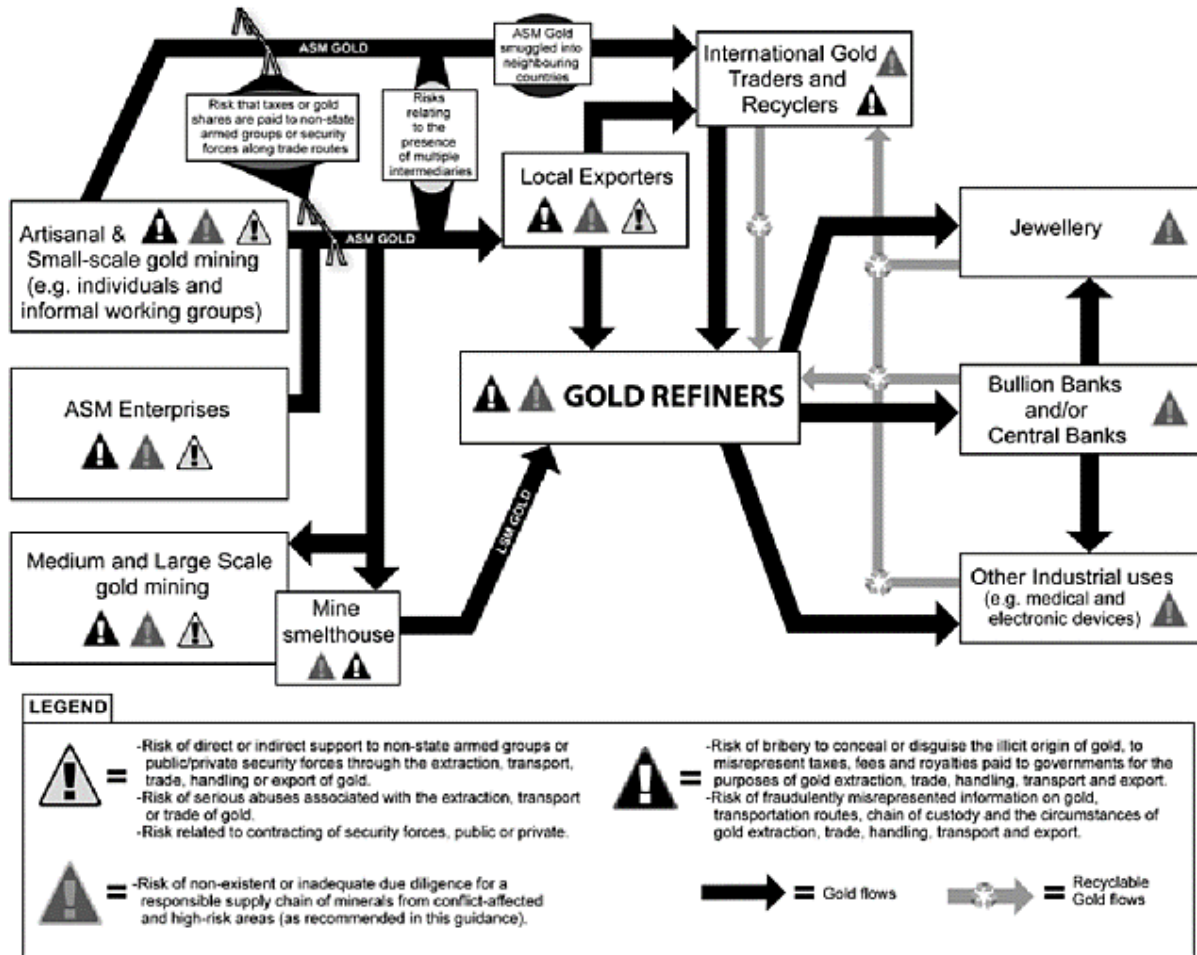 ASM GOLD
ASM Gold
smuggled into
neighbouring
countries
International Gold
Traders and
Recyclers
Risk that taxes or gold
shares are paid to non-state
armed groups or security
forces along trade routes
Risks
relating
to the
presence
of multiple
intermediaries
Local Exporters
Artisanal &
Small-scale gold mining
(e.g. individuals and
informal working groups)
ASM GOLD
Jewellery
ASM Enterprises
GOLD REFINERS
Bullion Banks
and/or
Central Banks
Medium and Large Scale
gold mining
Mine
smelthouse
LSM GOLD
Other Industrial uses
(e.g. medical and
electronic devices)
LEGEND
= -Risk of direct or indirect support to non-state armed groups or
public/private security forces through the extraction, transport,
trade, handling or export of gold.
-Risk of serious abuses associated with the extraction, transport
or trade of gold.
-Risk related to contracting of security forces, public or private.
= -Risk of non-existent or inadequate due diligence for a
responsible supply chain of minerals from conflict-affected
and high-risk areas (as recommended in this guidance).
= -Risk of bribery to conceal or disguise the illicit origin of gold, to
misrepresent taxes, fees and royalties paid to governments for the
purposes of gold extraction, trade, handling, transport and export.
-Risk of fraudulently misrepresented information on gold,
transportation routes, chain of custody and the circumstances of
gold extraction, trade, handling, transport and export.
= Gold flows
= Recyclable
Gold flows